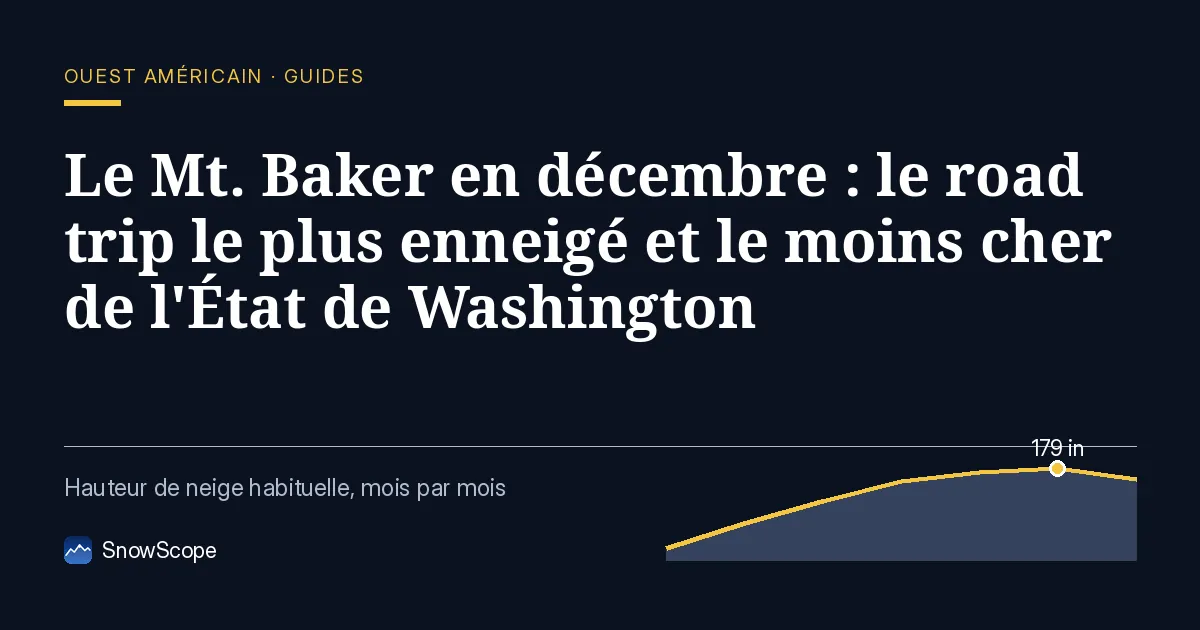 OUEST AMÉRICAIN · GUIDES
Le Mt. Baker en décembre : le road
trip le plus enneigé et le moins cher
de l'État de Washington
179 in
Hauteur de neige habituelle, mois par mois
SnowScope